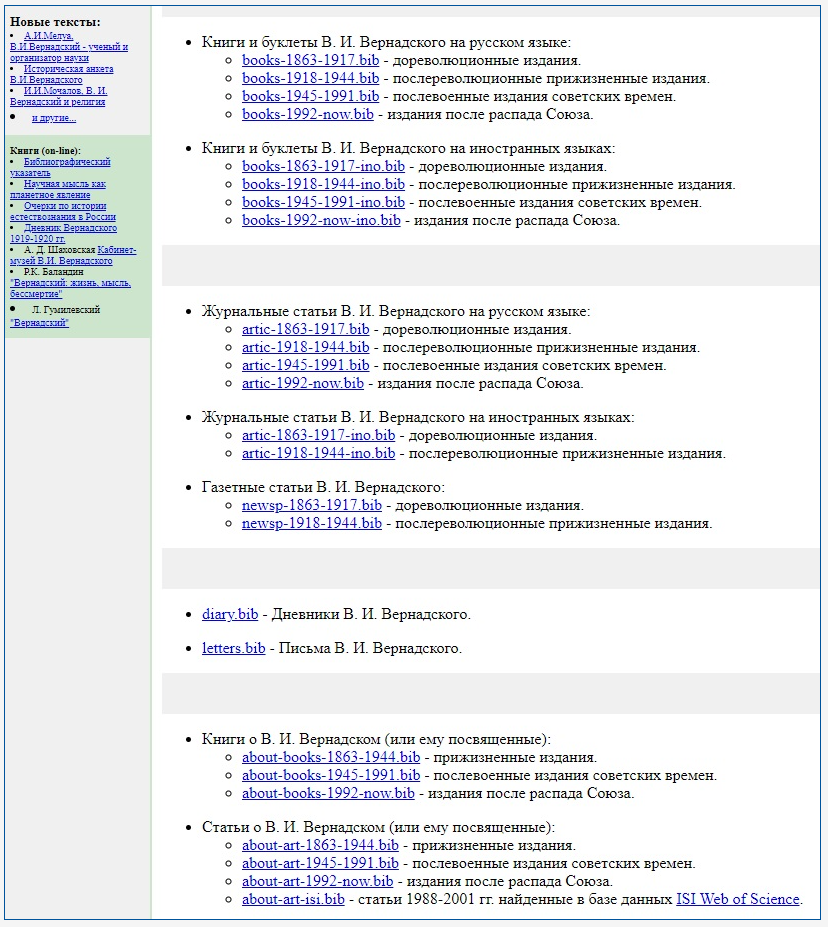 Новые тексты:
А.И.Мелуа.
В.И.Вернадский - ученый и
организатор науки
Историческая анкета
В.И.Вернадского
И.И.Мочалов, В. И.
Вернадский и религия
и другие...
Книги (on-line):
Библиографический
указатель
Научная мысль как
планетное явление
Очерки по истории
естествознания в России
Дневник Вернадского
1919-1920 гг.
А. Д. Шаховская Кабинет-
музей В.И. Вернадского
Р.К. Баландин
"Вернадский: жизнь, мысль,
бессмертие"
Л. Гумилевский
"Вернадский"
Книги и буклеты В. И. Вернадского на русском языке:
books-1863-1917.bib - дореволюционные издания.
books-1918-1944.bib - послереволюционные прижизненные издания.
books-1945-1991.bib - послевоенные издания советских времен.
books-1992-now.bib - издания после распада Союза.
Книги и буклеты В. И. Вернадского на иностранных языках:
books-1863-1917-ino.bib - дореволюционные издания.
books-1918-1944-ino.bib - послереволюционные прижизненные издания.
books-1945-1991-ino.bib - послевоенные издания советских времен.
books-1992-now-ino.bib - издания после распада Союза.
Журнальные статьи В. И. Вернадского на русском языке:
artic-1863-1917.bib - дореволюционные издания.
artic-1918-1944.bib - послереволюционные прижизненные издания.
artic-1945-1991.bib - послевоенные издания советских времен.
artic-1992-now.bib - издания после распада Союза.
Журнальные статьи В. И. Вернадского на иностранных языках:
artic-1863-1917-ino.bib - дореволюционные издания.
artic-1918-1944-ino.bib - послереволюционные прижизненные издания.
Газетные статьи В. И. Вернадского:
newsp-1863-1917.bib - дореволюционные издания.
newsp-1918-1944.bib - послереволюционные прижизненные издания.
diary.bib - Дневники В. И. Вернадского.
letters.bib - Письма В. И. Вернадского.
Книги о В. И. Вернадском (или ему посвященные):
about-books-1863-1944.bib - прижизненные издания.
about-books-1945-1991.bib - послевоенные издания советских времен.
about-books-1992-now.bib - издания после распада Союза.
Статьи о В. И. Вернадском (или ему посвященные):
about-art-1863-1944.bib - прижизненные издания.
about-art-1945-1991.bib - послевоенные издания советских времен.
about-art-1992-now.bib - издания после распада Союза.
about-art-isi.bib - статьи 1988-2001 гг. найденные в базе данных ISI Web of Science.